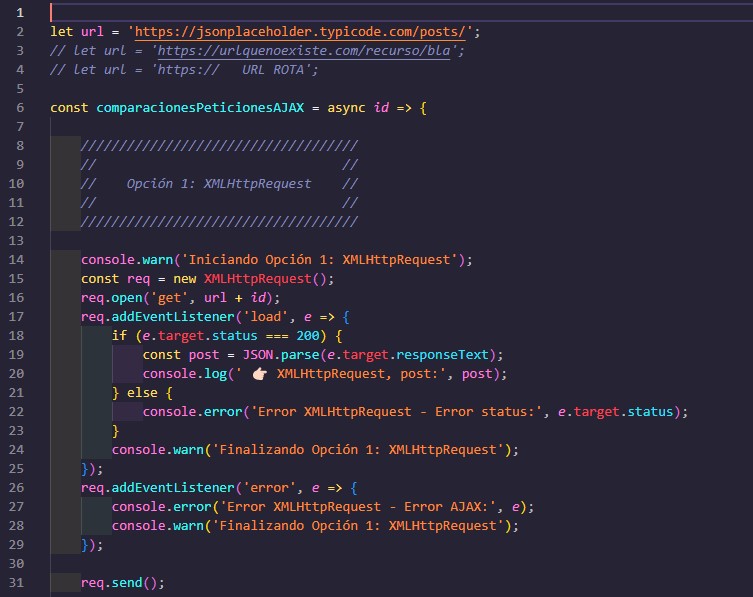 1
2 let url = 'https://jsonplaceholder.typicode.com/posts/';
3 // let url = 'https://urlquenoexiste.com/recurso/bla';
4 // let url = 'https://   URL ROTA';
5
6 const comparacionesPeticionesAJAX = async id => {
7
8     ////////////////////////////////////
9     //                                //
10     //    Opción 1: XMLHttpRequest    //
11     //                                //
12     ////////////////////////////////////
13
14     console.warn('Iniciando Opción 1: XMLHttpRequest');
15     const req = new XMLHttpRequest();
16     req.open('get', url + id);
17     req.addEventListener('load', e => {
18         if (e.target.status === 200) {
19             const post = JSON.parse(e.target.responseText);
20             console.log(' 👉🏻 XMLHttpRequest, post:', post);
21         } else {
22             console.error('Error XMLHttpRequest - Error status:', e.target.status);
23         }
24         console.warn('Finalizando Opción 1: XMLHttpRequest');
25     });
26     req.addEventListener('error', e => {
27         console.error('Error XMLHttpRequest - Error AJAX:', e);
28         console.warn('Finalizando Opción 1: XMLHttpRequest');
29     });
30
31     req.send();